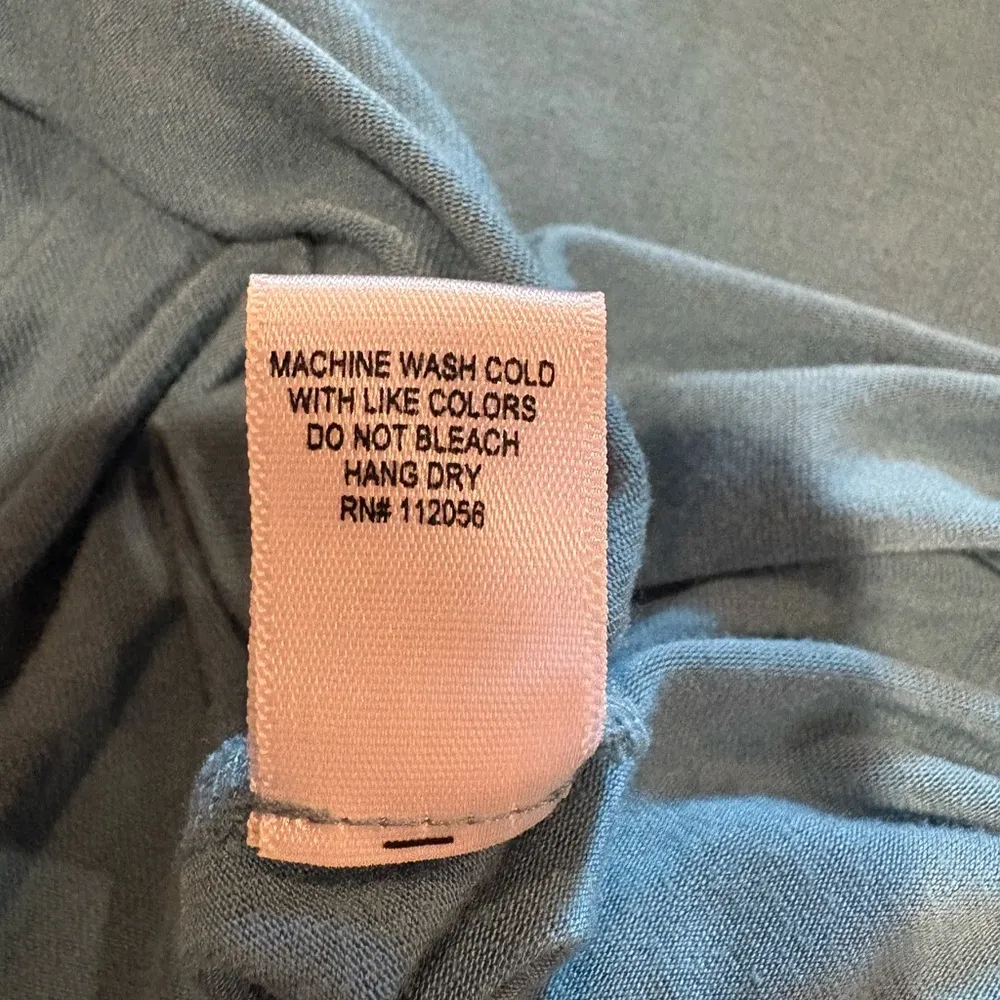 MACHINE WASH COLD
WITH LIKE COLORS
DO NOT BLEACH
HANG DRY
RN# 112056